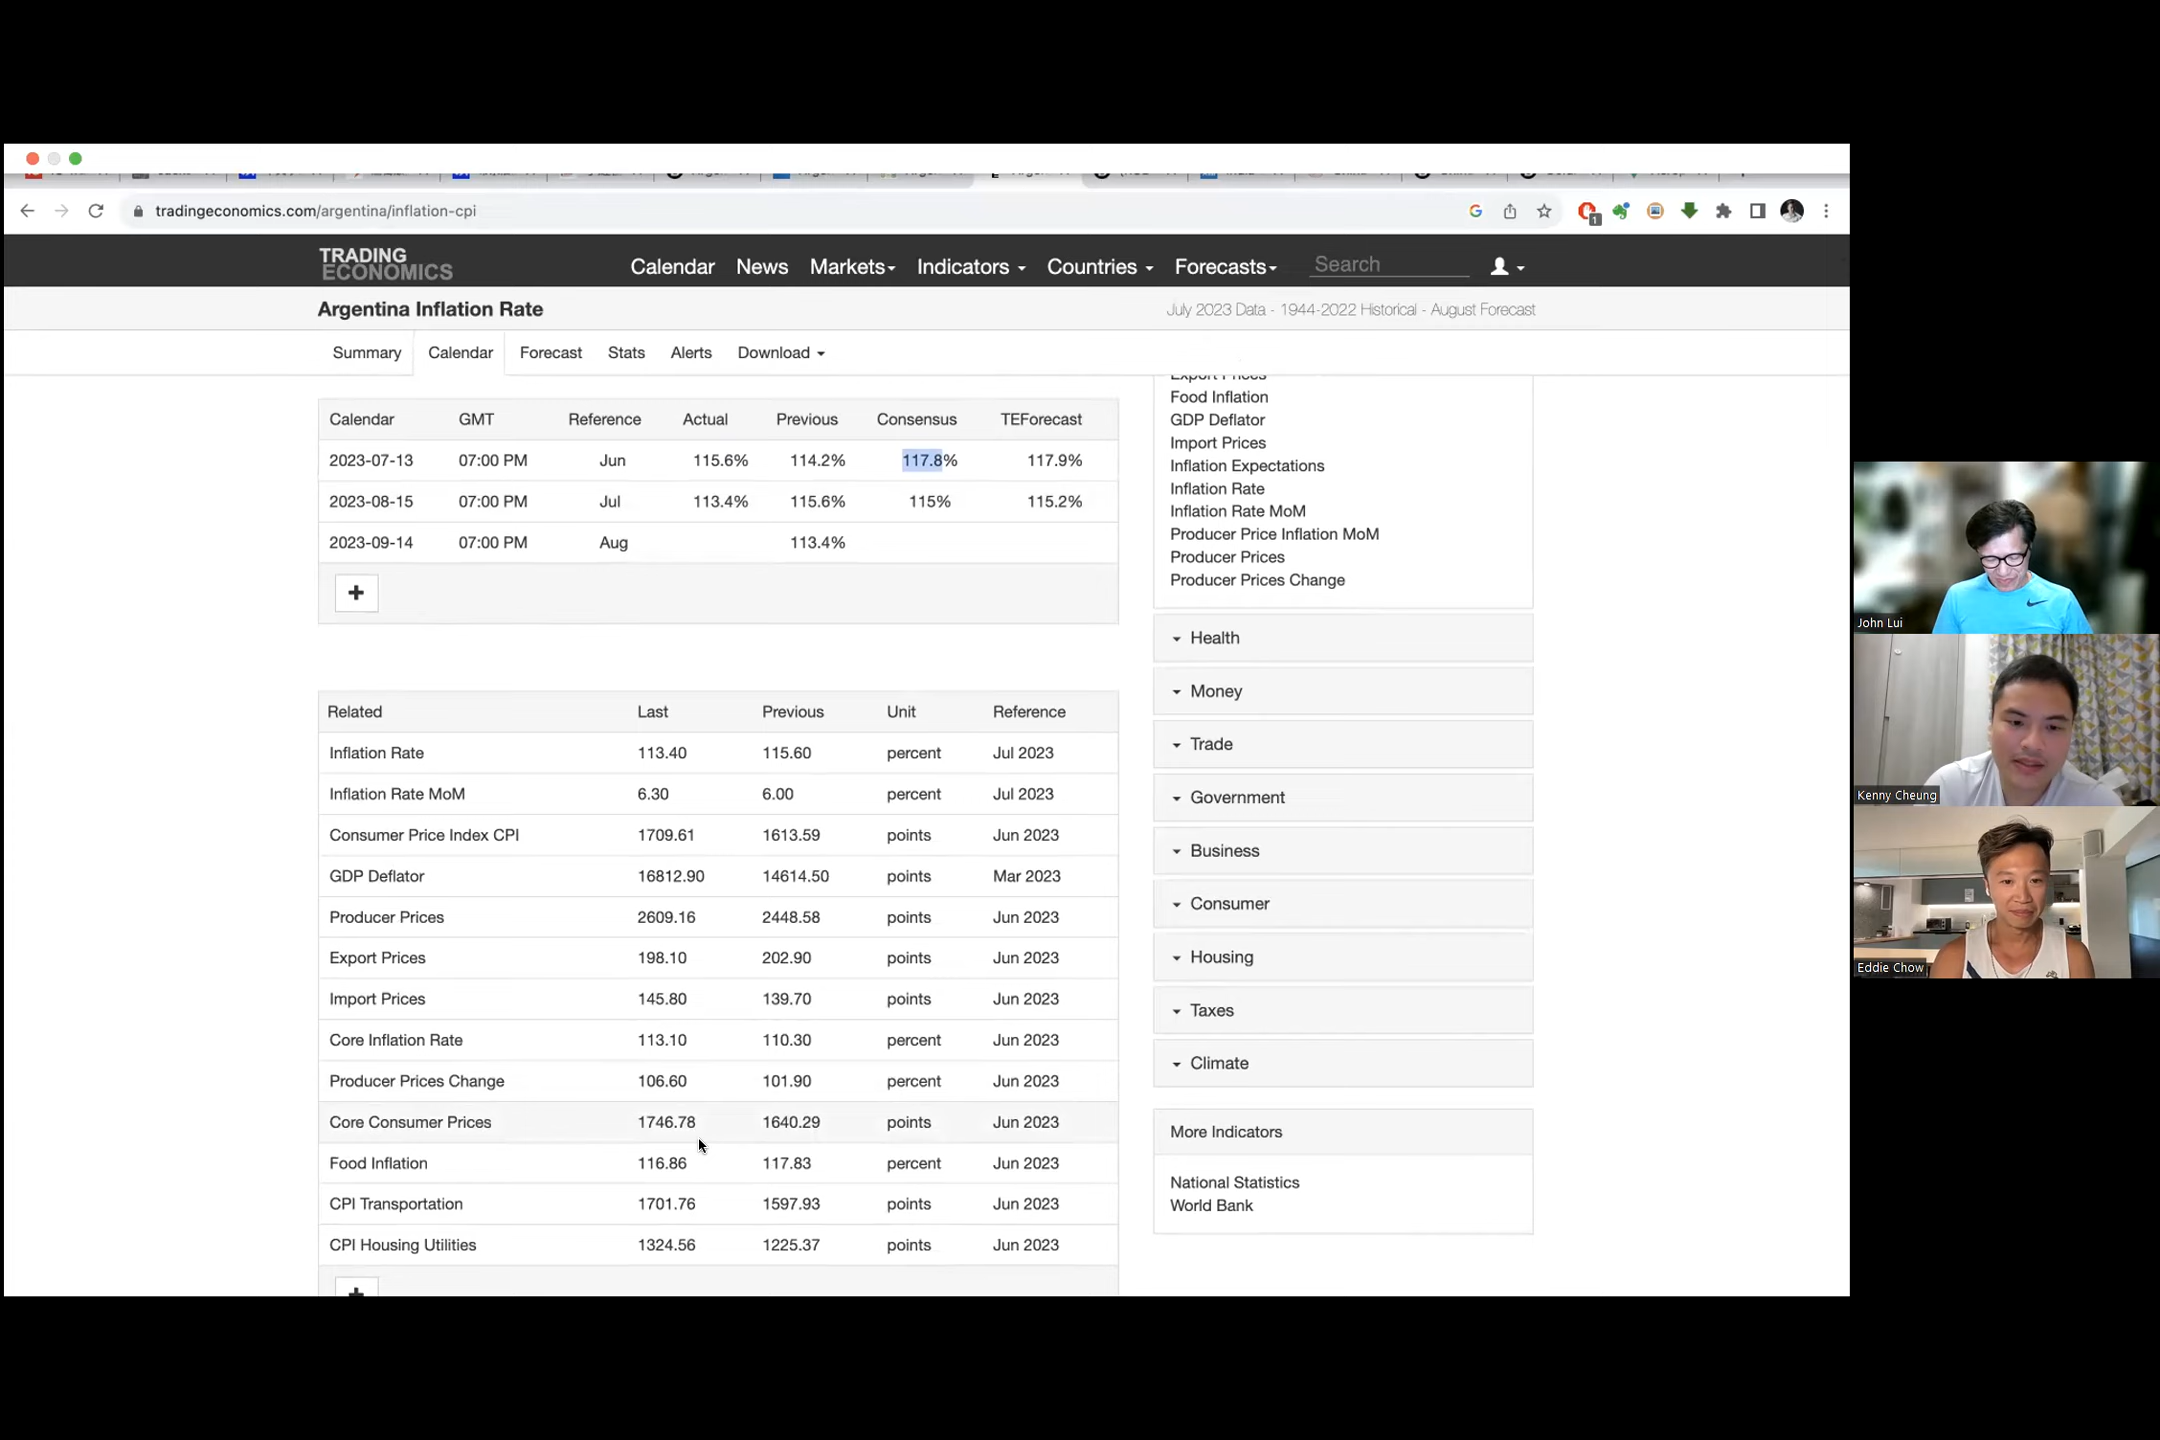 tradingeconomics.com/argentina/inflation-cpi
1
TRADING
ECONOMICS
Calendar News Markets Indicators Countries Forecasts Search
Argentina Inflation Rate
July 2023 Data - 1944-2022 Historical - August Forecast
Summary Calendar Forecast Stats Alerts Download
Calendar GMT Reference Actual Previous Consensus TEForecast
2023-07-13 07:00 PM Jun 115.6% 114.2% 117.8% 117.9%
2023-08-15 07:00 PM Jul 113.4% 115.6% 115% 115.2%
2023-09-14 07:00 PM Aug 113.4%
+
Related Last Previous Unit Reference
Inflation Rate 113.40 115.60 percent Jul 2023
Inflation Rate MoM 6.30 6.00 percent Jul 2023
Consumer Price Index CPI 1709.61 1613.59 points Jun 2023
GDP Deflator 16812.90 14614.50 points Mar 2023
Producer Prices 2609.16 2448.58 points Jun 2023
Export Prices 198.10 202.90 points Jun 2023
Import Prices 145.80 139.70 points Jun 2023
Core Inflation Rate 113.10 110.30 percent Jun 2023
Producer Prices Change 106.60 101.90 percent Jun 2023
Core Consumer Prices 1746.78 1640.29 points Jun 2023
Food Inflation 116.86 117.83 percent Jun 2023
CPI Transportation 1701.76 1597.93 points Jun 2023
CPI Housing Utilities 1324.56 1225.37 points Jun 2023
+
Export Prices
Food Inflation
GDP Deflator
Import Prices
Inflation Expectations
Inflation Rate
Inflation Rate MoM
Producer Price Inflation MoM
Producer Prices
Producer Prices Change
Health
Money
Trade
Government
Business
Consumer
Housing
Taxes
Climate
More Indicators
National Statistics
World Bank
John Lui
Kenny Cheung
Eddie Chow